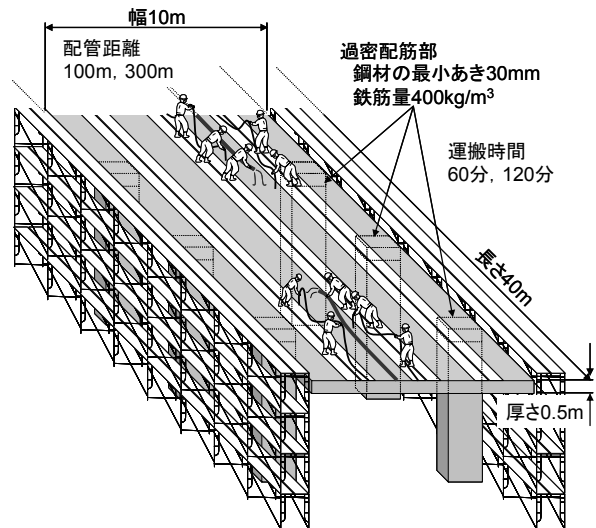 幅10m
配管距離
100m, 300m
過密配筋部
鋼材の最小あき30mm
鉄筋量400kg/m³
運搬時間
60分, 120分
長さ40m
厚さ0.5m